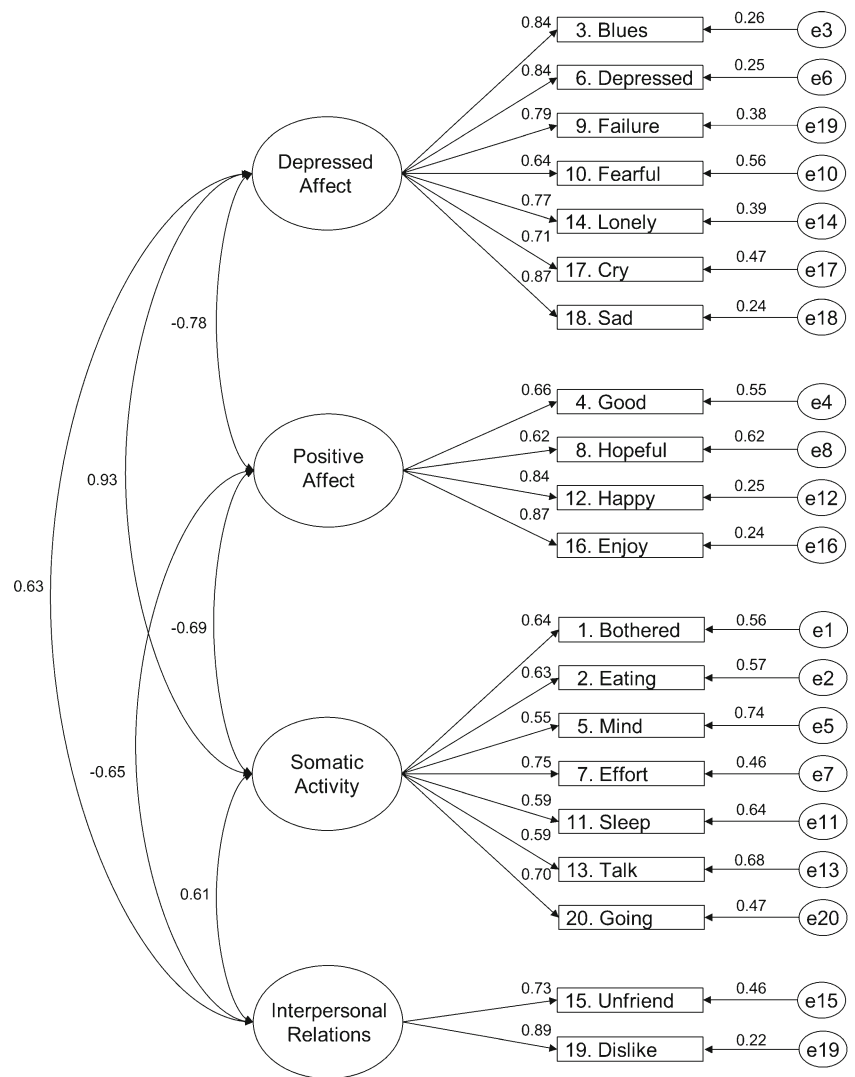 0.84 3. Blues 0.26 e3
0.84 6. Depressed 0.25 e6
0.79 9. Failure 0.38 e19
Depressed
Affect
0.64 10. Fearful 0.56 e10
0.77 14. Lonely 0.39 e14
0.71 17. Cry 0.47 e17
0.87 18. Sad 0.24 e18
-0.78
0.66 4. Good 0.55 e4
0.62 8. Hopeful 0.62 e8
Positive
Affect
0.84 12. Happy 0.25 e12
0.87 16. Enjoy 0.24 e16
0.93
0.63
-0.69
0.64 1. Bothered 0.56 e1
0.63 2. Eating 0.57 e2
0.55 5. Mind 0.74 e5
-0.65
Somatic
Activity
0.75 7. Effort 0.46 e7
0.59 11. Sleep 0.64 e11
0.59 13. Talk 0.68 e13
0.70 20. Going 0.47 e20
0.61
Interpersonal
Relations
0.73 15. Unfriend 0.46 e15
0.89 19. Dislike 0.22 e19